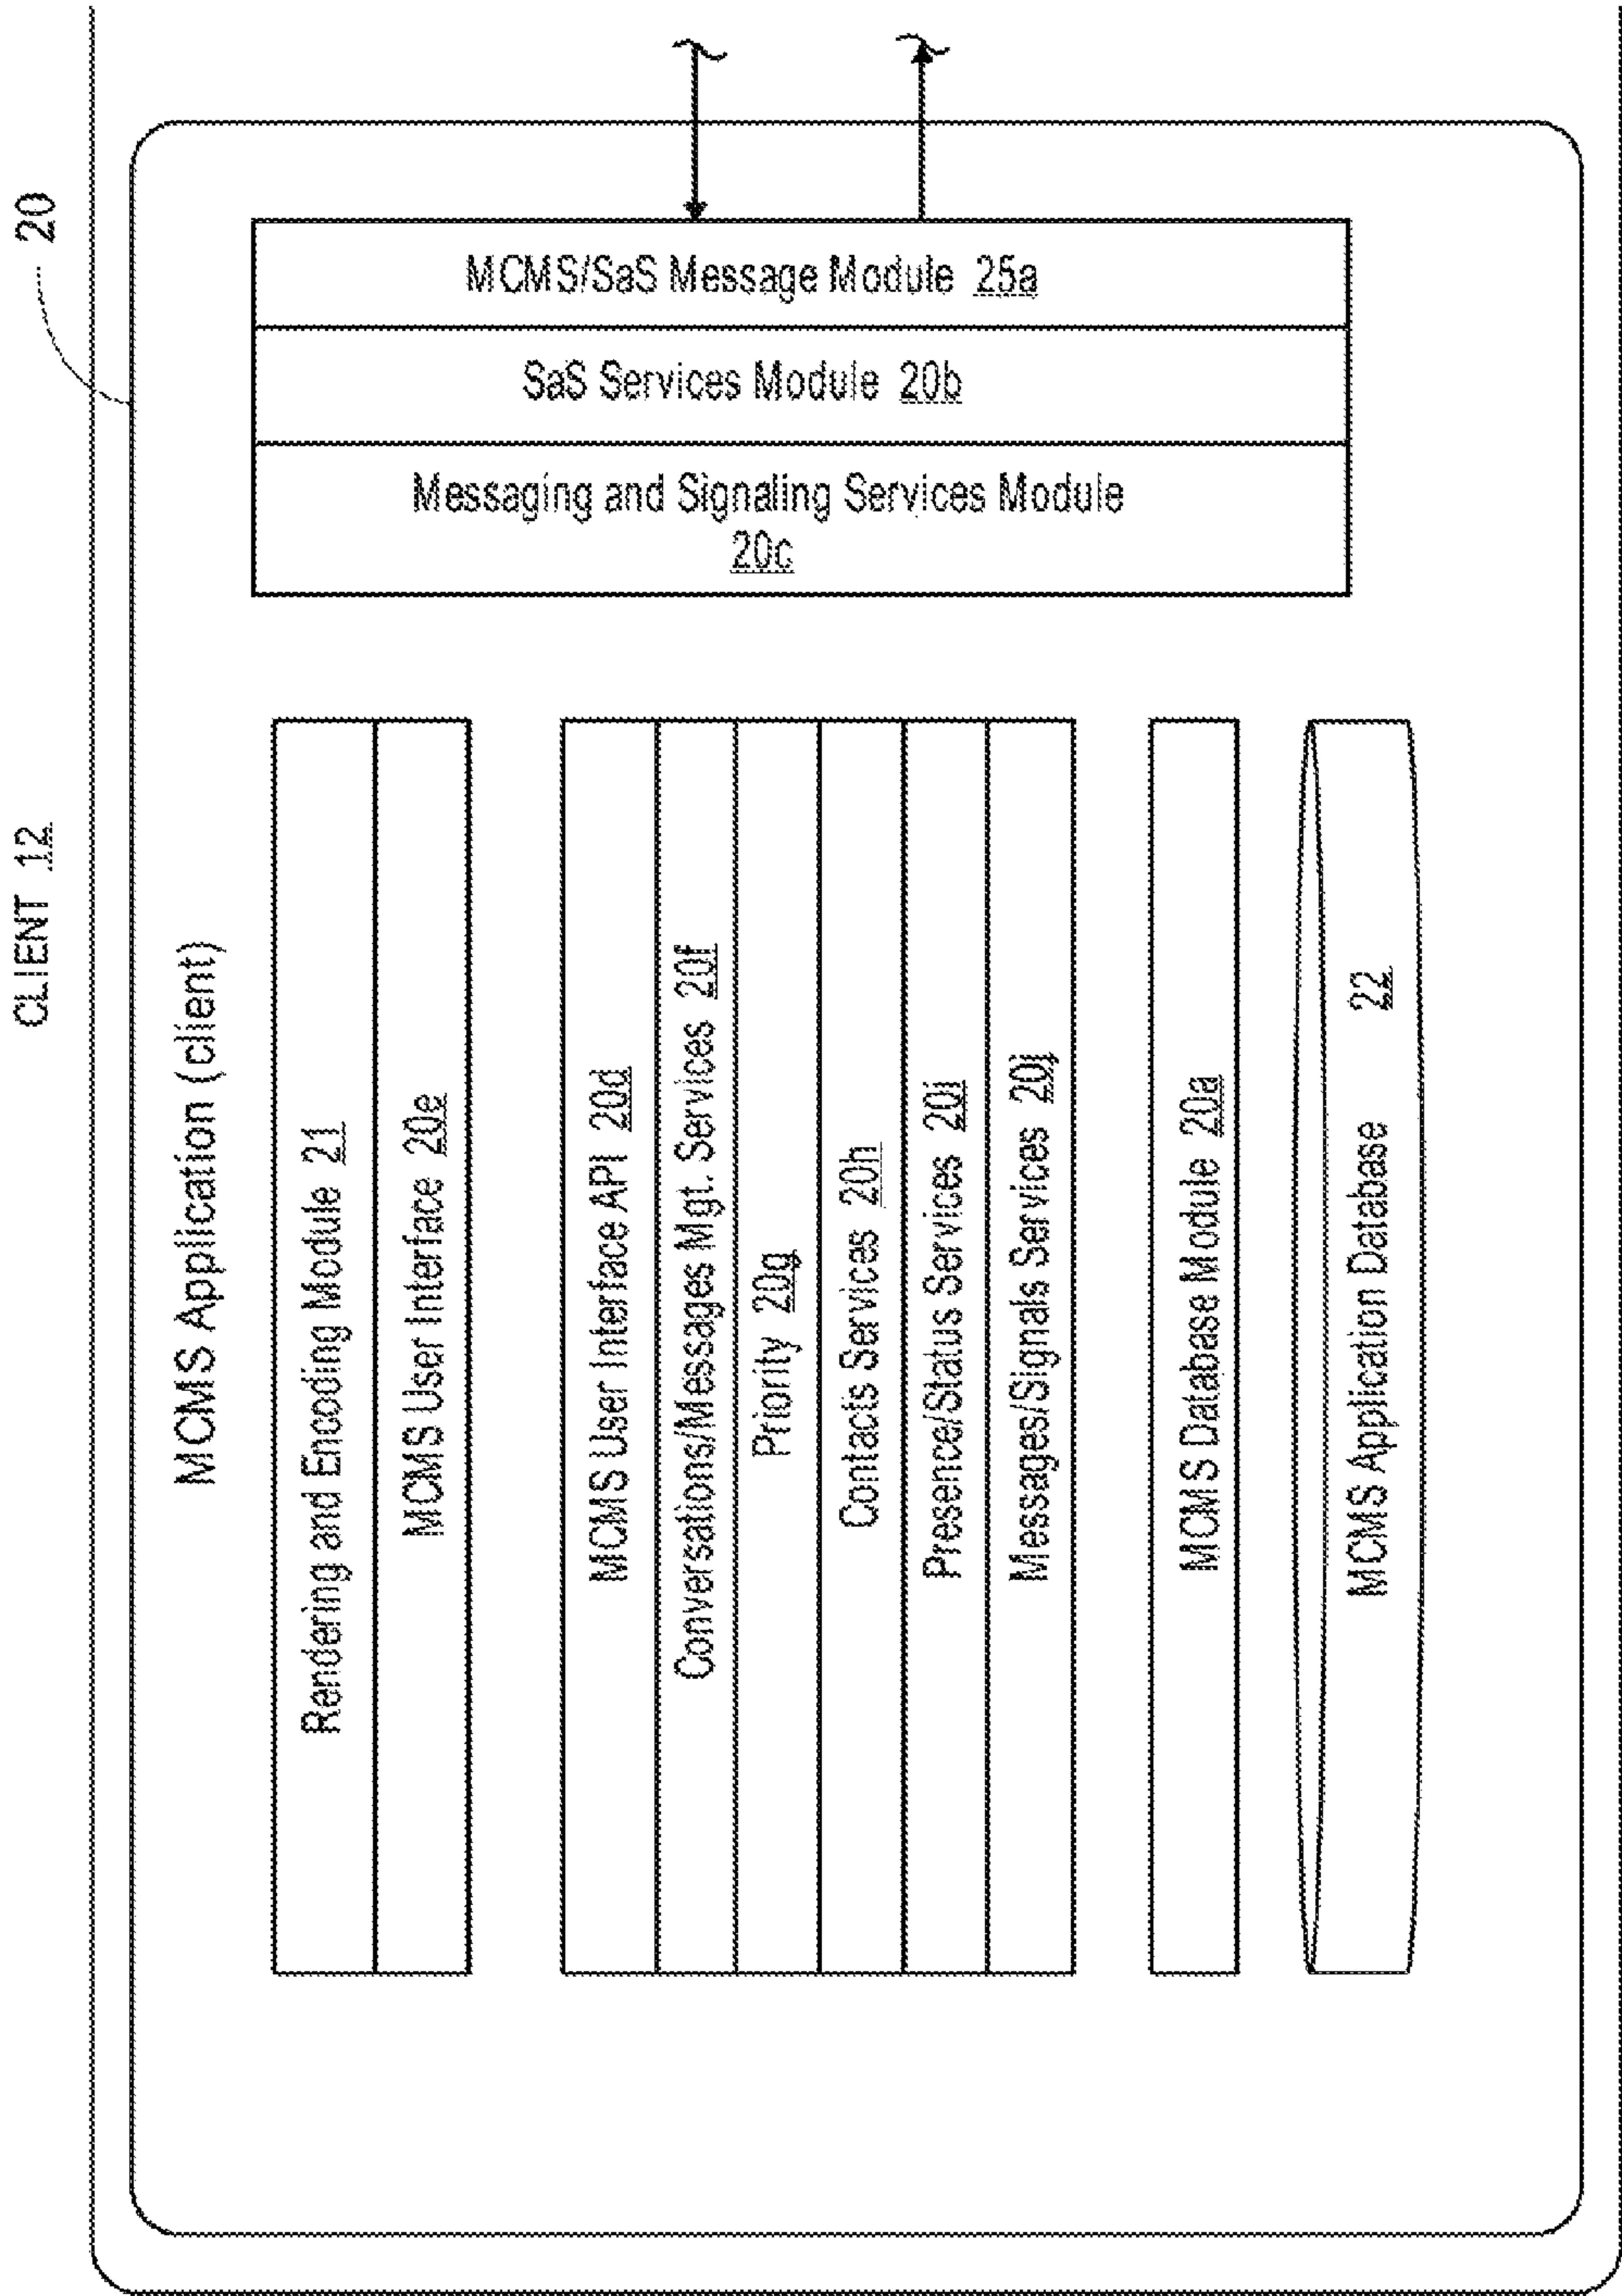 CLIENT 12
20
MCMS Application (client)
Rendering and Encoding Module 21
MCMS User Interface 20e
MCMS User Interface API 20d
Conversations/Messages Mgt. Services 20f
Priority 20g
Contacts Services 20h
Presence/Status Services 20i
Messages/Signals Services 20j
MCMS Database Module 20a
MCMS Application Database 22
MCMS/SaS Message Module 25a
SaS Services Module 20b
Messaging and Signaling Services Module
20c